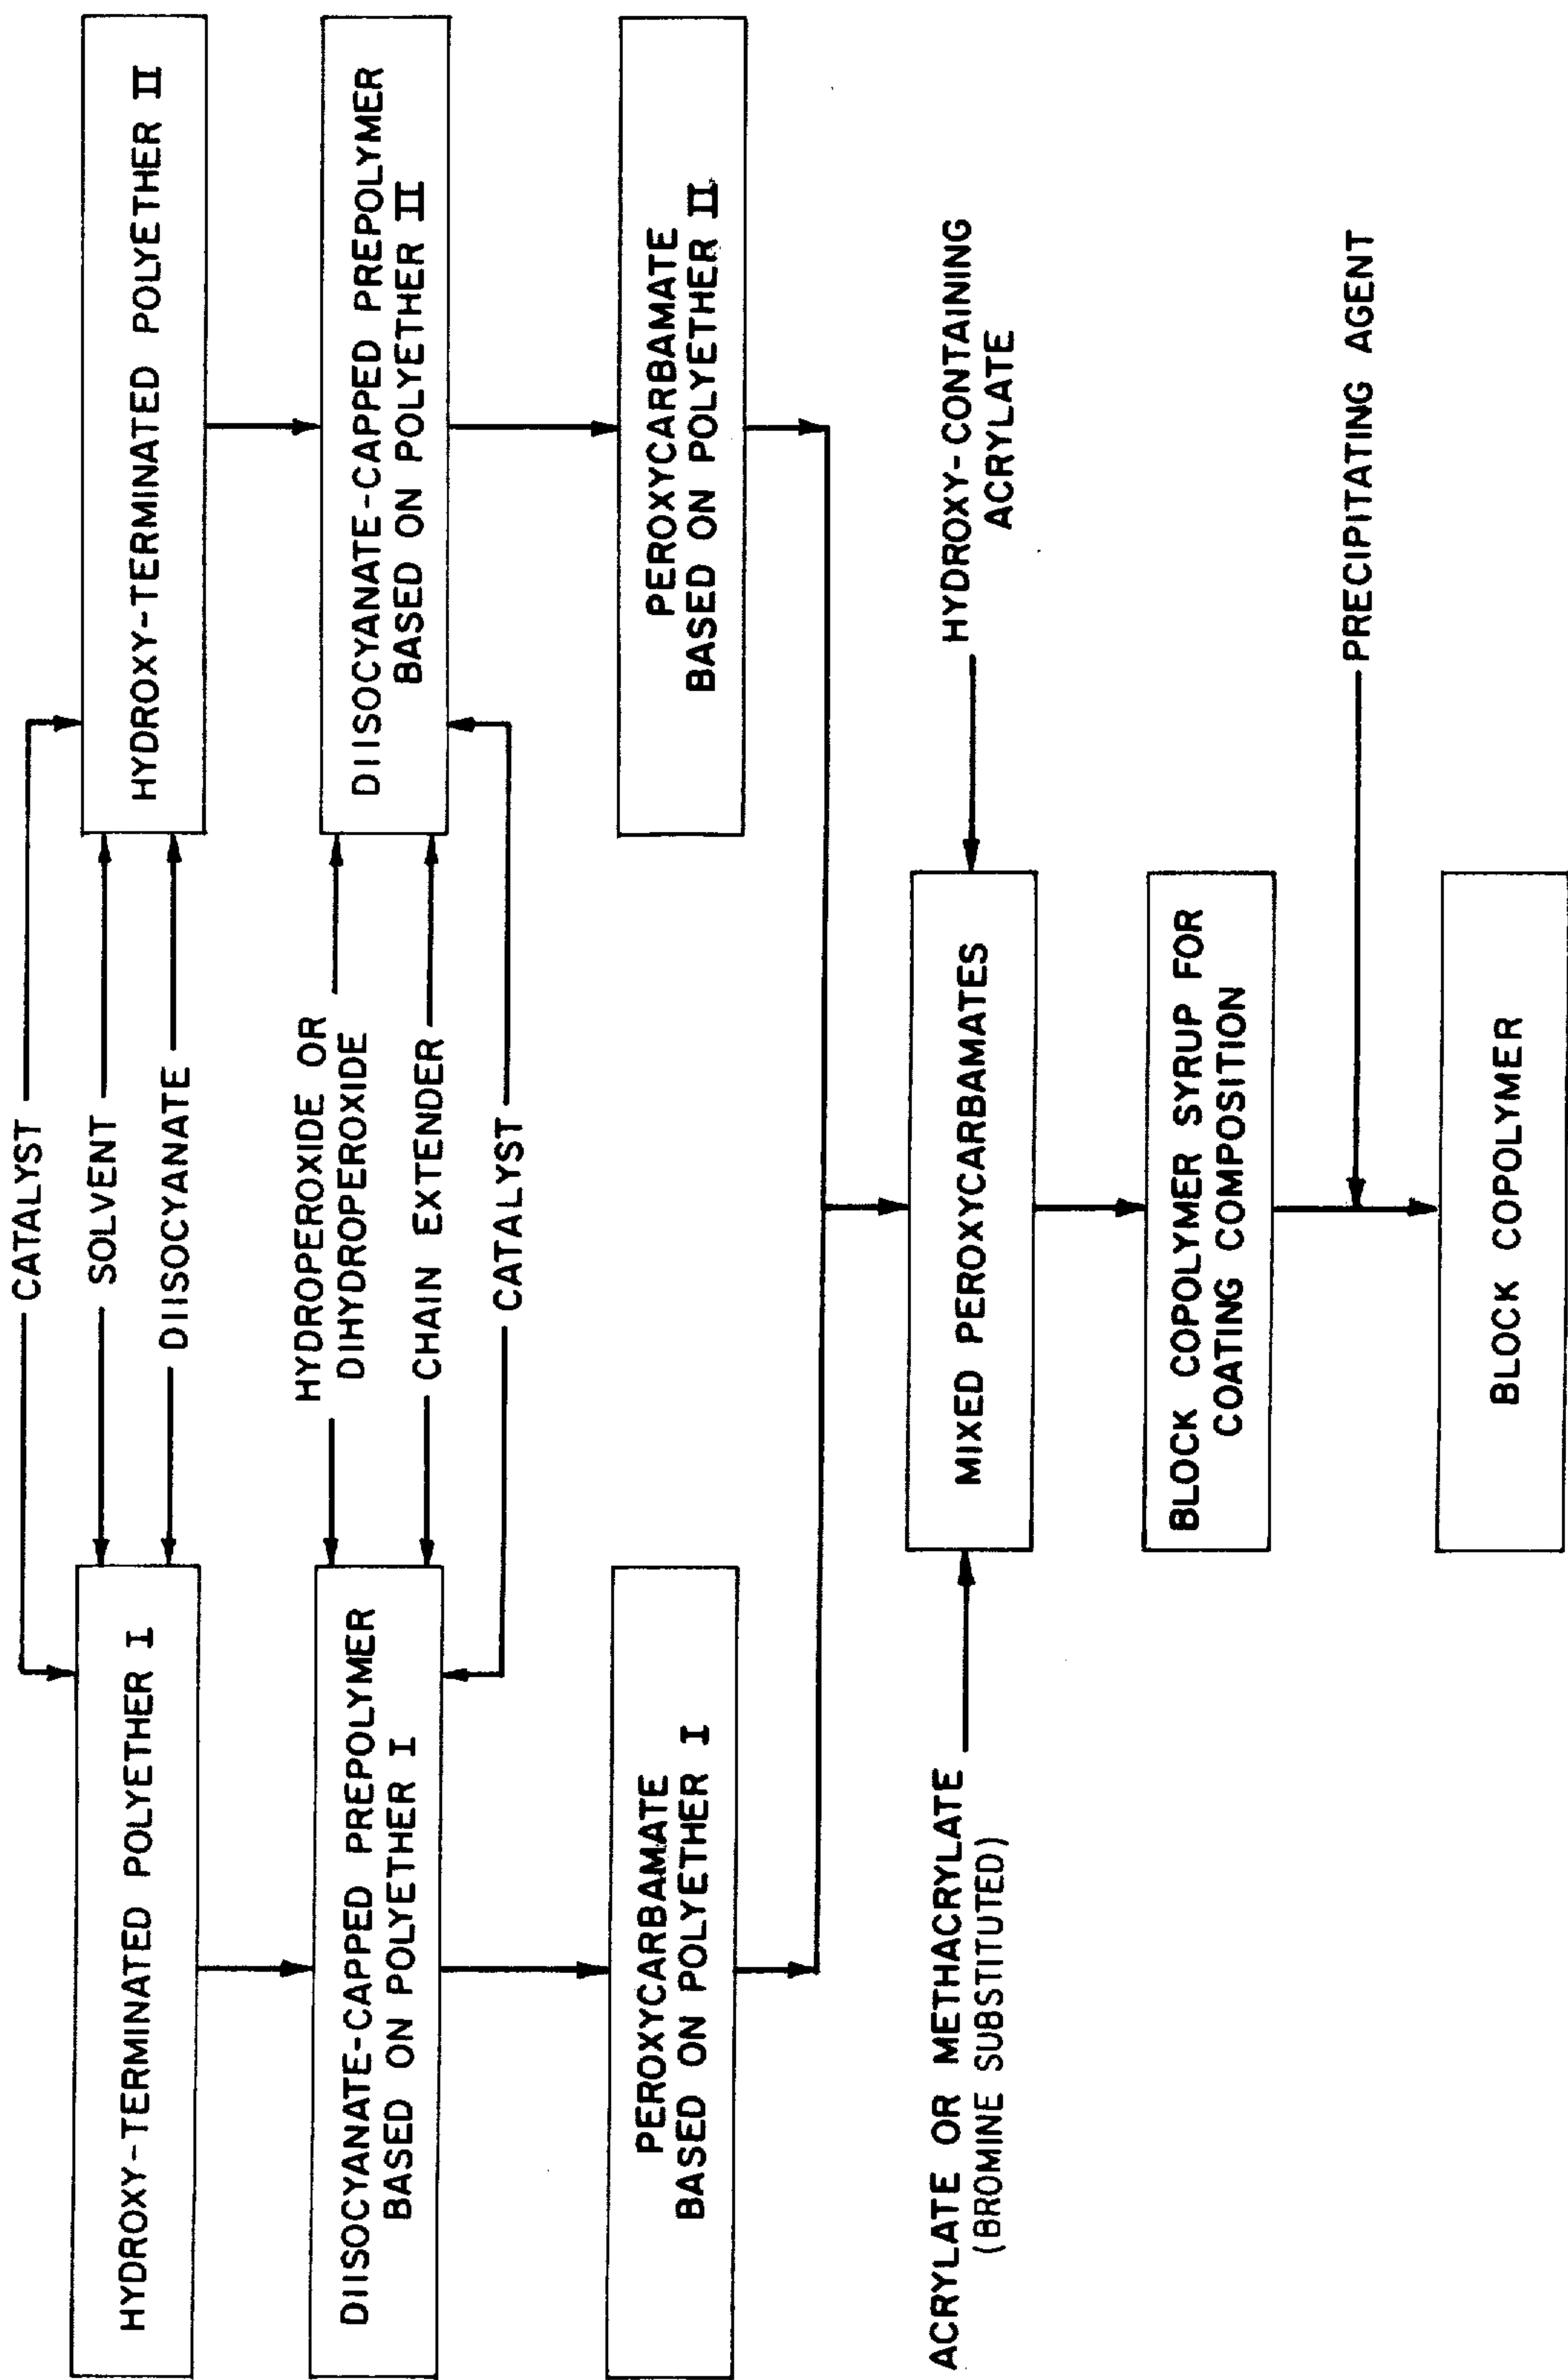 CATALYST
SOLVENT
DIISOCYANATE
HYDROXY-TERMINATED POLYETHER I
HYDROXY-TERMINATED POLYETHER II
HYDROPEROXIDE OR
DIHYDROPEROXIDE
CHAIN EXTENDER
CATALYST
DIISOCYANATE-CAPPED PREPOLYMER
BASED ON POLYETHER I
DIISOCYANATE-CAPPED PREPOLYMER
BASED ON POLYETHER II
PEROXYCARBAMATE
BASED ON POLYETHER I
PEROXYCARBAMATE
BASED ON POLYETHER II
ACRYLATE OR METHACRYLATE
(BROMINE SUBSTITUTED)
MIXED PEROXYCARBAMATES
HYDROXY-CONTAINING
ACRYLATE
BLOCK COPOLYMER SYRUP FOR
COATING COMPOSITION
PRECIPITATING AGENT
BLOCK COPOLYMER